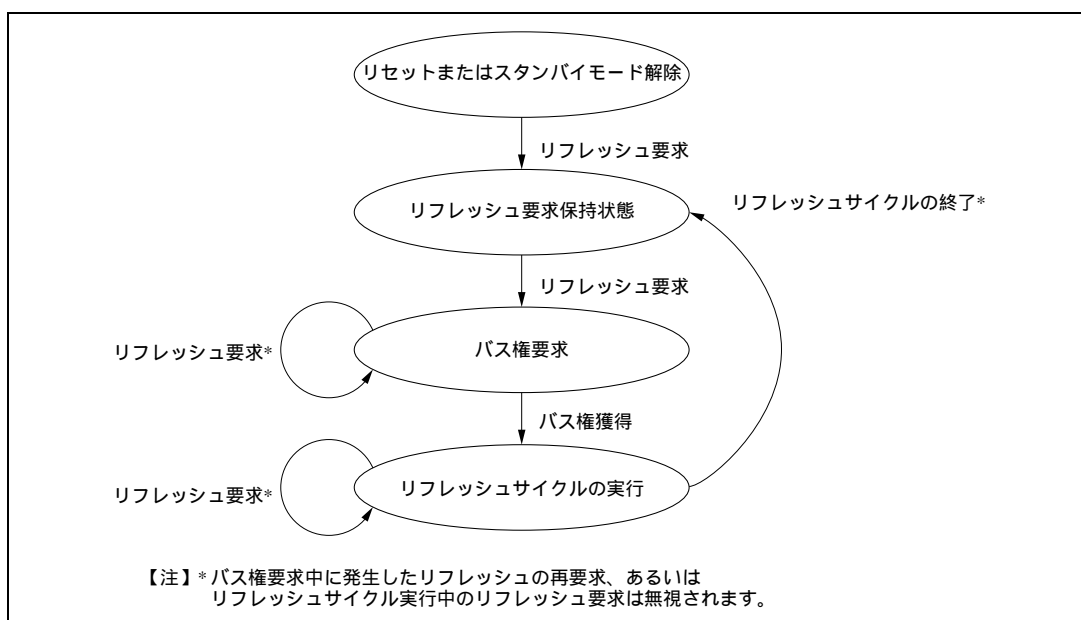 リセットまたはスタンバイモード解除
リフレッシュ要求
リフレッシュ要求保持状態
リフレッシュサイクルの終了*
リフレッシュ要求
リフレッシュ要求*
バス権要求
バス権獲得
リフレッシュ要求*
リフレッシュサイクルの実行
【注】* バス権要求中に発生したリフレッシュの再要求、あるいは
リフレッシュサイクル実行中のリフレッシュ要求は無視されます。